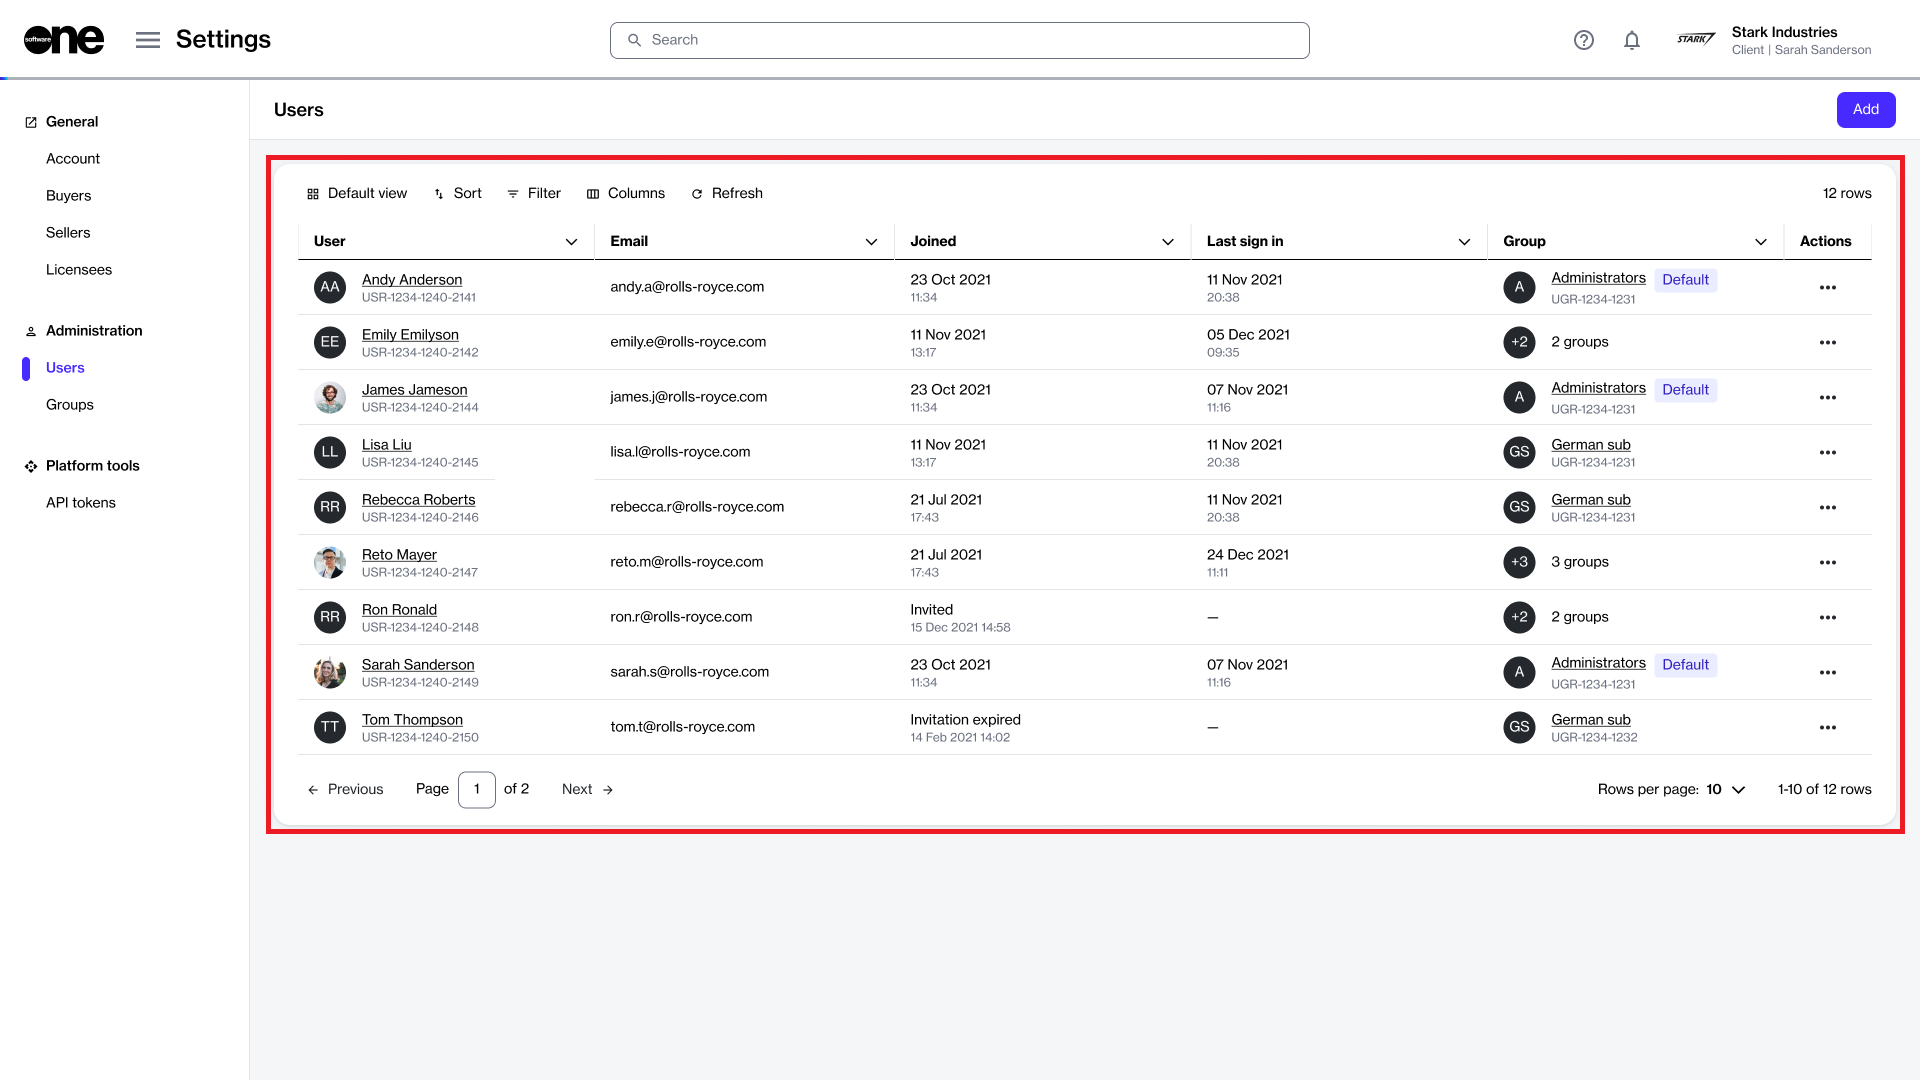 software one
Settings
Search
STARK
Stark Industries
Client | Sarah Sanderson
General
Account
Buyers
Sellers
Licensees
Administration
Users
Groups
Platform tools
API tokens
Users
Add
Default view Sort Filter Columns Refresh 12 rows
User Email Joined Last sign in Group Actions
AA Andy Anderson andy.a@rolls-royce.com 23 Oct 2021 11 Nov 2021 A Administrators Default
USR-1234-1240-2141 11:34 20:38 UGR-1234-1231
EE Emily Emilyson emily.e@rolls-royce.com 11 Nov 2021 05 Dec 2021 +2 2 groups
USR-1234-1240-2142 13:17 09:35
James Jameson james.j@rolls-royce.com 23 Oct 2021 07 Nov 2021 A Administrators Default
USR-1234-1240-2144 11:34 11:16 UGR-1234-1231
LL Lisa Liu lisa.l@rolls-royce.com 11 Nov 2021 11 Nov 2021 GS German sub
USR-1234-1240-2145 13:17 20:38 UGR-1234-1231
RR Rebecca Roberts rebecca.r@rolls-royce.com 21 Jul 2021 11 Nov 2021 GS German sub
USR-1234-1240-2146 17:43 20:38 UGR-1234-1231
Reto Mayer reto.m@rolls-royce.com 21 Jul 2021 24 Dec 2021 +3 3 groups
USR-1234-1240-2147 17:43 11:11
RR Ron Ronald ron.r@rolls-royce.com Invited — +2 2 groups
USR-1234-1240-2148 15 Dec 2021 14:58
Sarah Sanderson sarah.s@rolls-royce.com 23 Oct 2021 07 Nov 2021 A Administrators Default
USR-1234-1240-2149 11:34 11:16 UGR-1234-1231
TT Tom Thompson tom.t@rolls-royce.com Invitation expired — GS German sub
USR-1234-1240-2150 14 Feb 2021 14:02 UGR-1234-1232
Previous Page 1 of 2 Next Rows per page: 10 1-10 of 12 rows